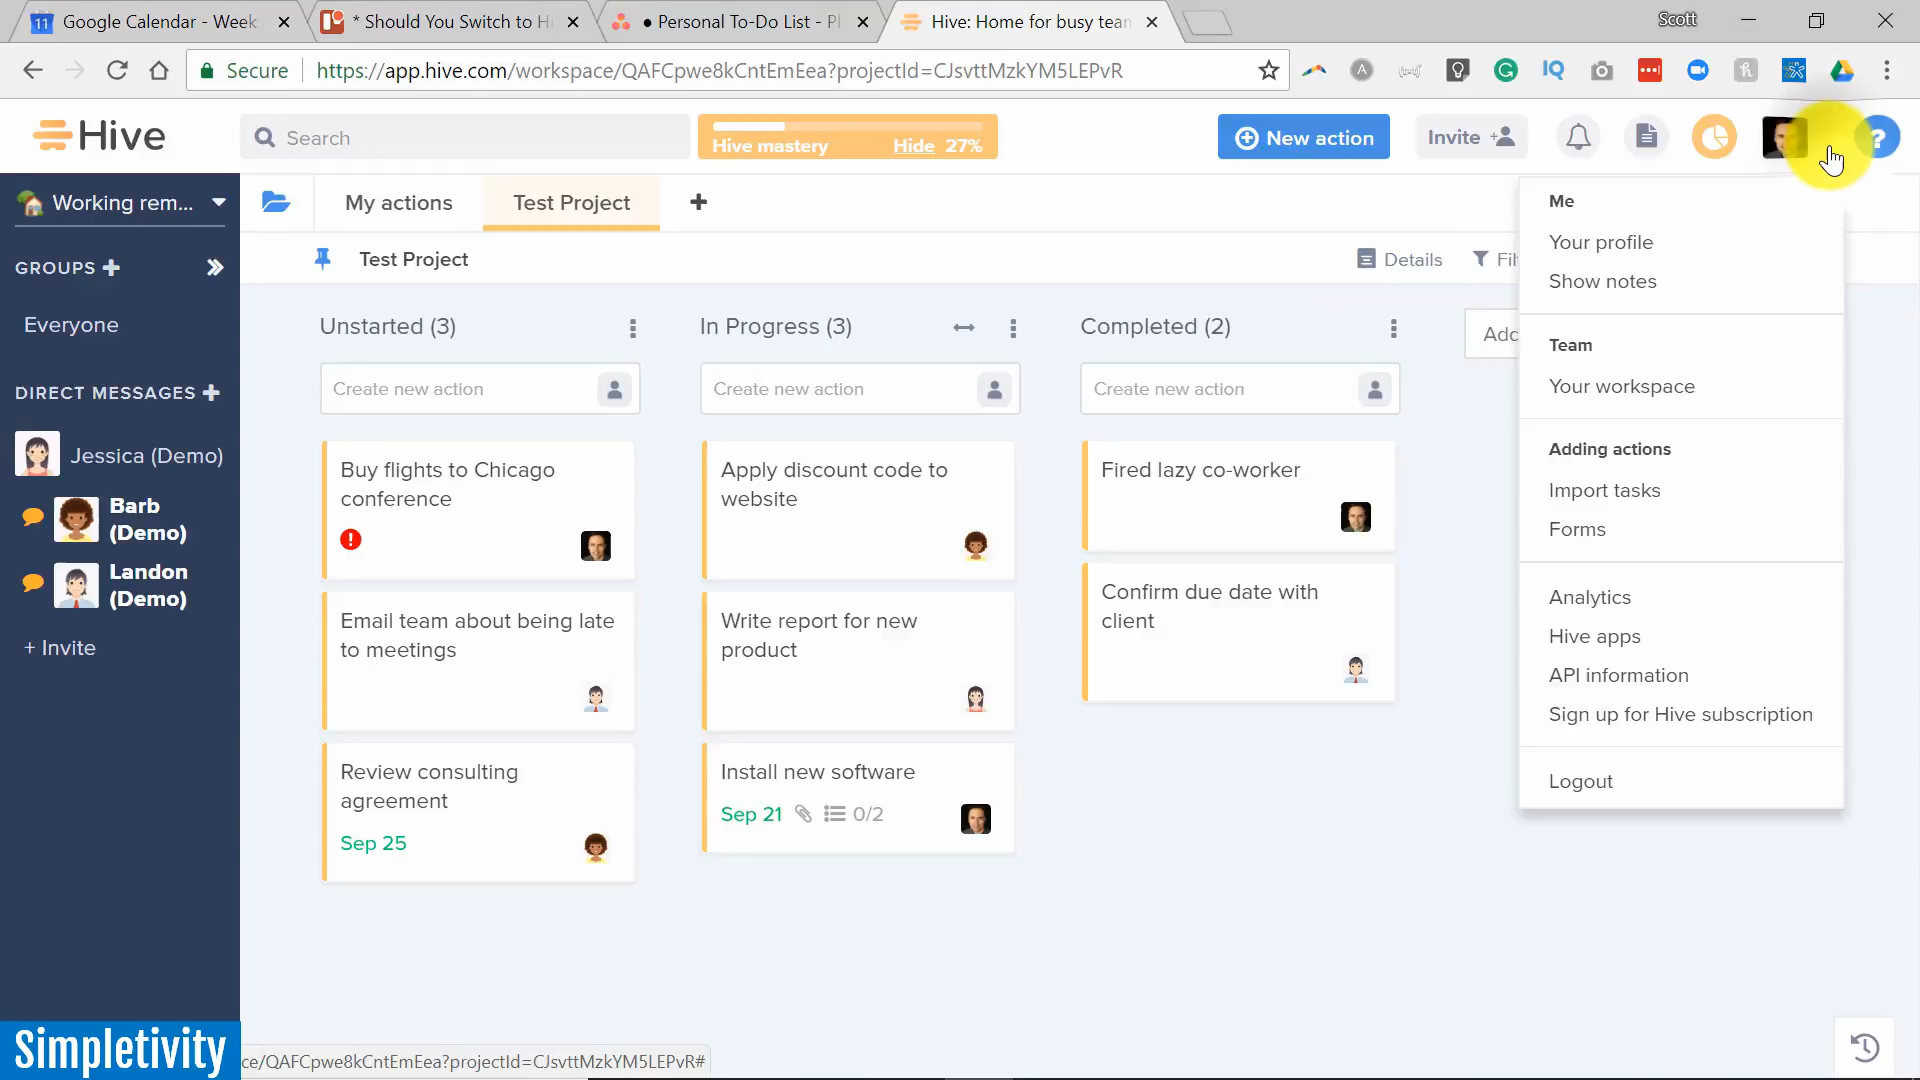 Google Calendar - Week
* Should You Switch to Hi
● Personal To-Do List - Pl
Hive: Home for busy team
Scott
Secure
https://app.hive.com/workspace/QAFCpwe8kCntEmEea?projectId=CJsvttMzkYM5LEPvR
Hive
Search
Hive mastery Hide 27%
New action
Invite
?
Working rem...
My actions
Test Project
Me
Your profile
Show notes
GROUPS
Test Project
Details
Everyone
Unstarted (3)
In Progress (3)
Completed (2)
Add
Team
Your workspace
DIRECT MESSAGES
Create new action
Create new action
Create new action
Jessica (Demo)
Barb
(Demo)
Landon
(Demo)
+ Invite
Buy flights to Chicago
conference
Email team about being late
to meetings
Review consulting
agreement
Sep 25
Apply discount code to
website
Write report for new
product
Install new software
Sep 21 0/2
Fired lazy co-worker
Confirm due date with
client
Adding actions
Import tasks
Forms
Analytics
Hive apps
API information
Sign up for Hive subscription
Logout
Simpletivity
ce/QAFCpwe8kCntEmEea?projectId=CJsvttMzkYM5LEPvR#